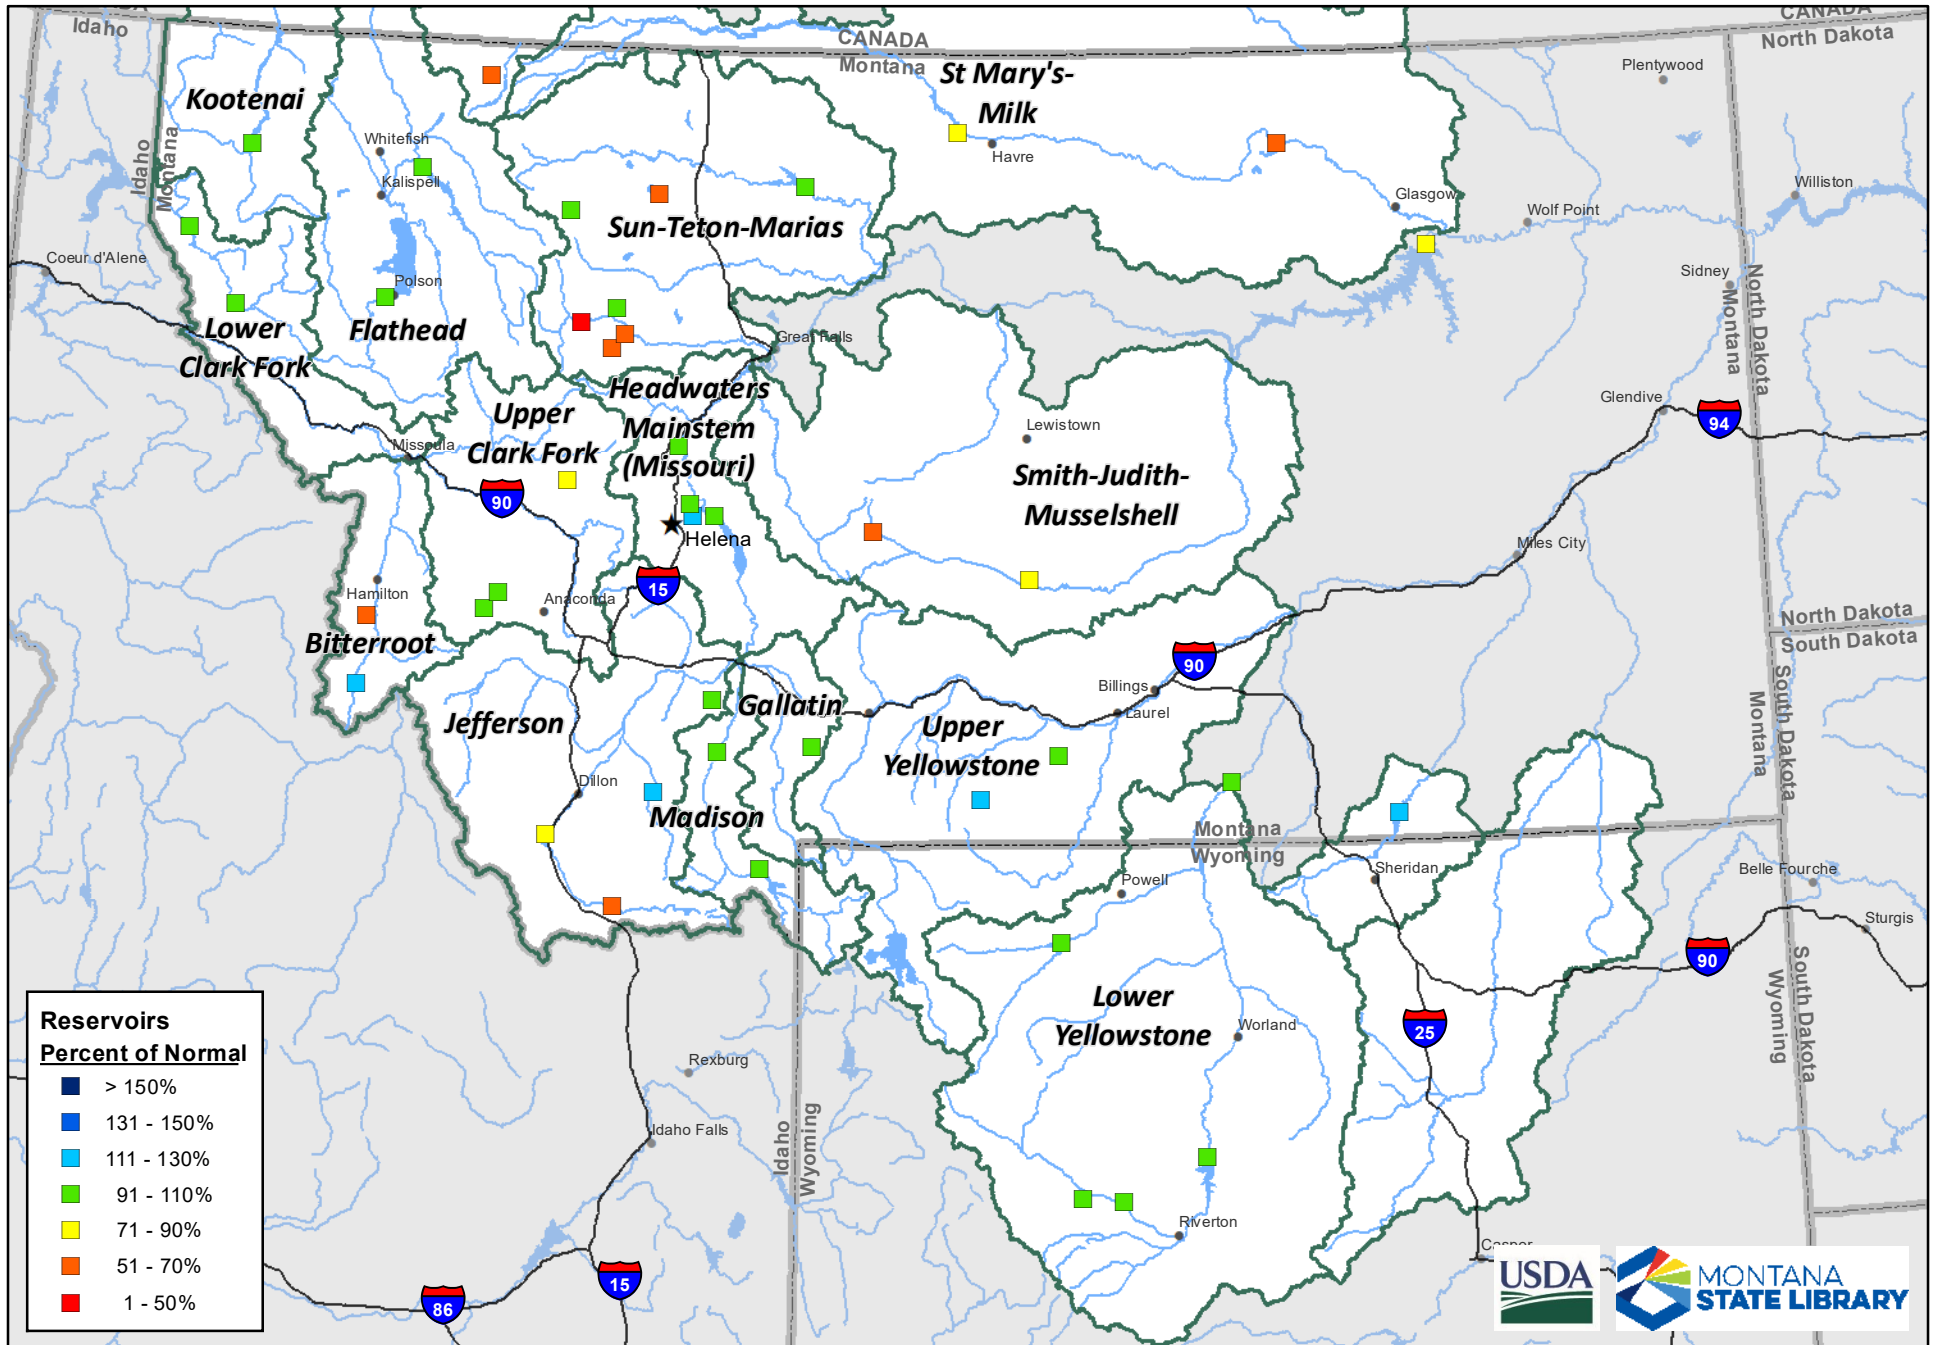 CANADA
Idaho
CANADA
Montana
CANADA
North Dakota
Plentywood
St Mary's-
Milk
Kootenai
Whitefish
Kalispell
Havre
Idaho
Montana
Glasgow
Williston
Wolf Point
Sun-Teton-Marias
Coeur d'Alene
Polson
Sidney
North Dakota
Montana
Lower
Clark Fork
Flathead
Great Falls
Headwaters
Mainstem
(Missouri)
Upper
Clark Fork
Lewistown
Glendive
94
Missoula
Smith-Judith-
Musselshell
90
Helena
Miles City
15
Hamilton
Anaconda
North Dakota
South Dakota
Bitterroot
90
Billings
Laurel
South Dakota
Montana
Gallatin
Jefferson
Upper
Yellowstone
Dillon
Madison
Montana
Wyoming
Sheridan
Powell
Belle Fourche
Sturgis
90
South Dakota
Wyoming
Lower
Yellowstone
Worland
25
Rexburg
Idaho Falls
Idaho
Wyoming
Riverton
Casper
15
86
Reservoirs
Percent of Normal
> 150%
131 - 150%
111 - 130%
91 - 110%
71 - 90%
51 - 70%
1 - 50%
USDA
MONTANA
STATE LIBRARY